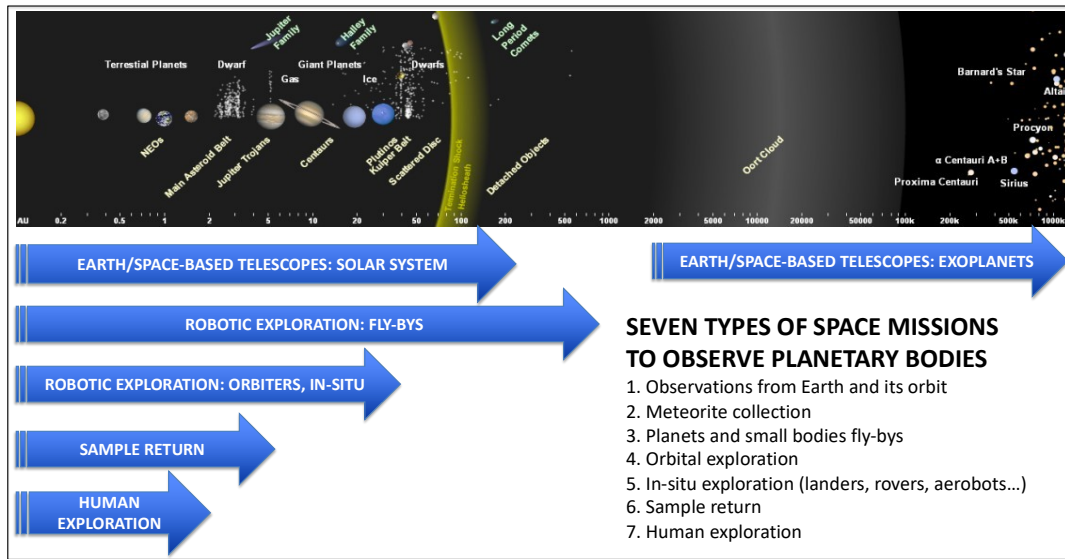 Jupiter
Family
Halley
Family
Long
Period
Comets
Terrestial Planets
Dwarf
Giant Planets
Dwarfs
Gas
Ice
Barnard's Star
Altair
Procyon
α Centauri A+B
Proxima Centauri
Sirius
NEOs
Main Asteroid Belt
Jupiter Trojans
Centaurs
Plutinos
Kuiper Belt
Scattered Disc
Termination Shock
Heliosheath
Detached Objects
Oort Cloud
AU 0.2 0.5 1 2 5 10 20 50 100 200 500 1000 2000 5000 10000 20000 50000 100k 200k 500k 1000k
EARTH/SPACE-BASED TELESCOPES: SOLAR SYSTEM
EARTH/SPACE-BASED TELESCOPES: EXOPLANETS
ROBOTIC EXPLORATION: FLY-BYS
ROBOTIC EXPLORATION: ORBITERS, IN-SITU
SAMPLE RETURN
HUMAN
EXPLORATION
SEVEN TYPES OF SPACE MISSIONS
TO OBSERVE PLANETARY BODIES
1. Observations from Earth and its orbit
2. Meteorite collection
3. Planets and small bodies fly-bys
4. Orbital exploration
5. In-situ exploration (landers, rovers, aerobots…)
6. Sample return
7. Human exploration